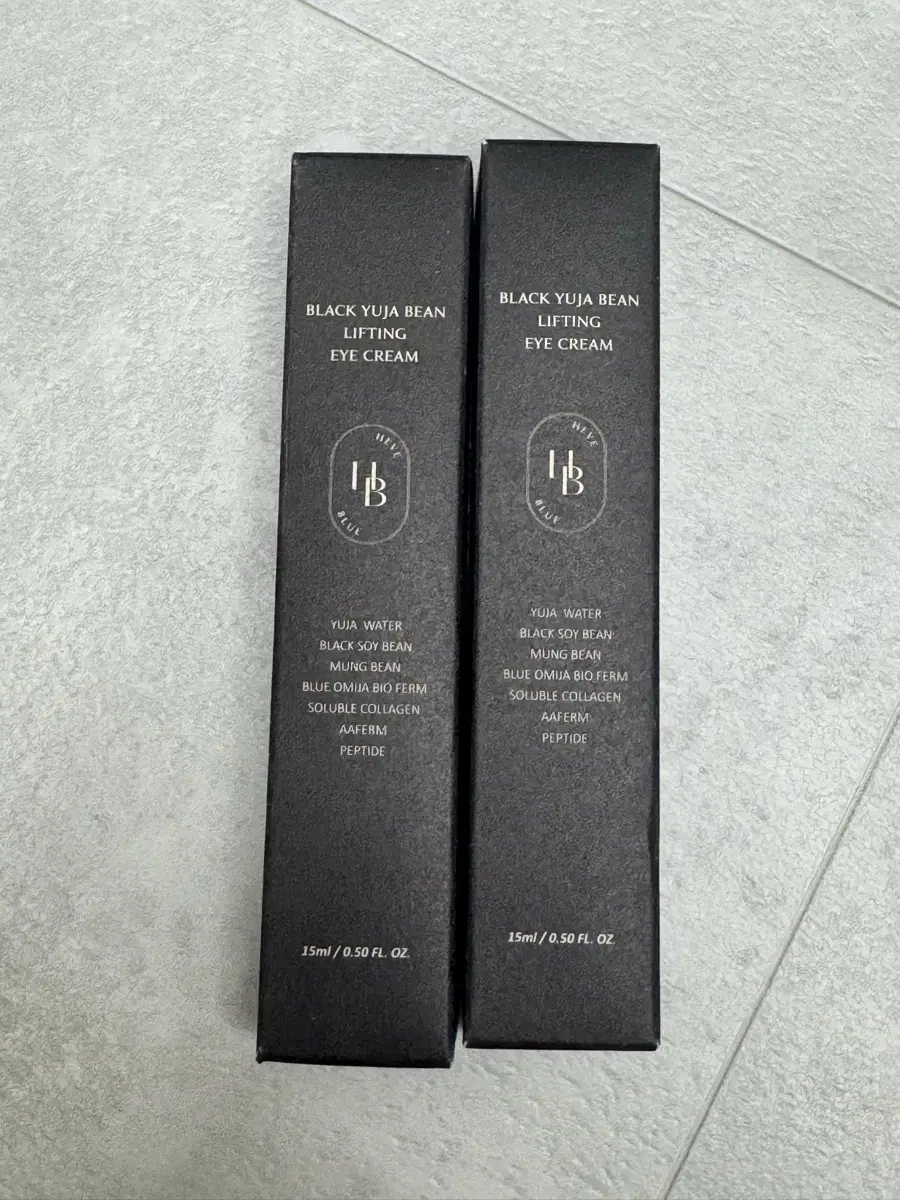 BLACK YUJA BEAN
LIFTING
EYE CREAM
HEVE
HB
BLUE
YUJA WATER
BLACK SOY BEAN
MUNG BEAN
BLUE OMIJA BIO FERM
SOLUBLE COLLAGEN
AAFERM
PEPTIDE
15ml / 0.50 FL. OZ.
BLACK YUJA BEAN
LIFTING
EYE CREAM
HEVE
HB
BLUE
YUJA WATER
BLACK SOY BEAN
MUNG BEAN
BLUE OMIJA BIO FERM
SOLUBLE COLLAGEN
AAFERM
PEPTIDE
15ml / 0.50 FL. OZ.